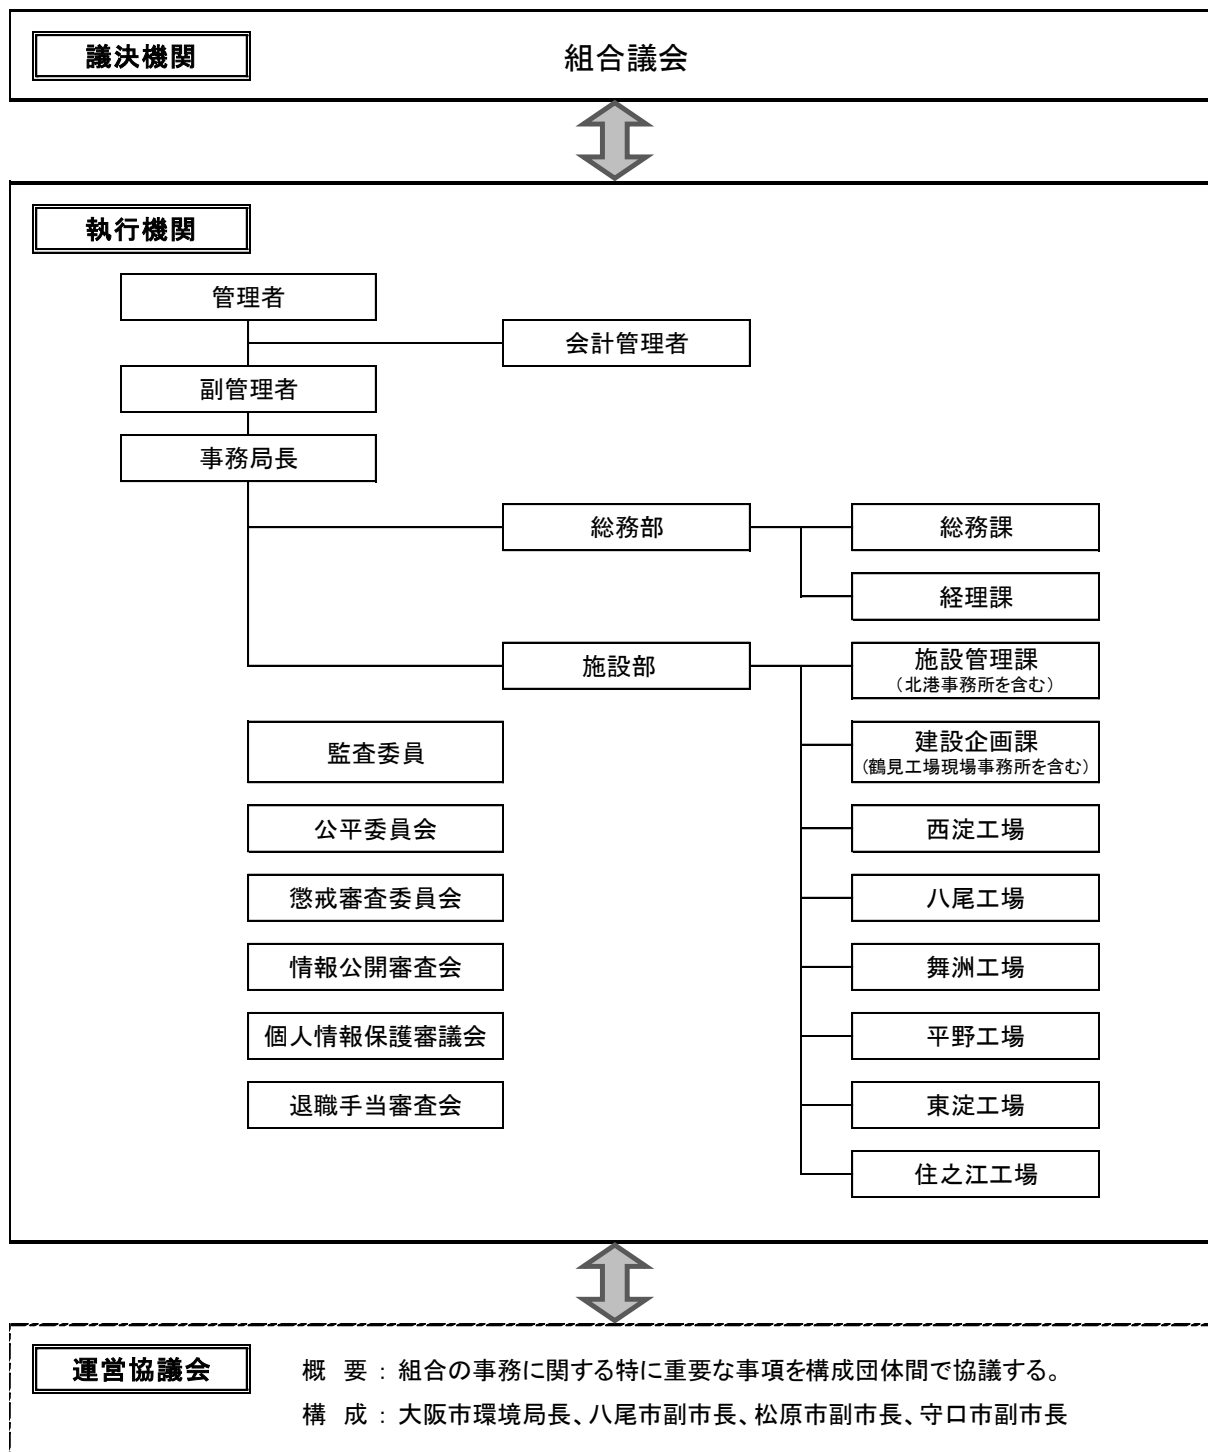 議決機関
組合議会
執行機関
管理者
会計管理者
副管理者
事務局長
総務部
総務課
経理課
施設部
施設管理課
（北港事務所を含む）
監査委員
建設企画課
（鶴見工場現場事務所を含む）
公平委員会
西淀工場
懲戒審査委員会
八尾工場
情報公開審査会
舞洲工場
個人情報保護審議会
平野工場
退職手当審査会
東淀工場
住之江工場
運営協議会
概　要 ： 組合の事務に関する特に重要な事項を構成団体間で協議する。
構　成 ： 大阪市環境局長、八尾市副市長、松原市副市長、守口市副市長